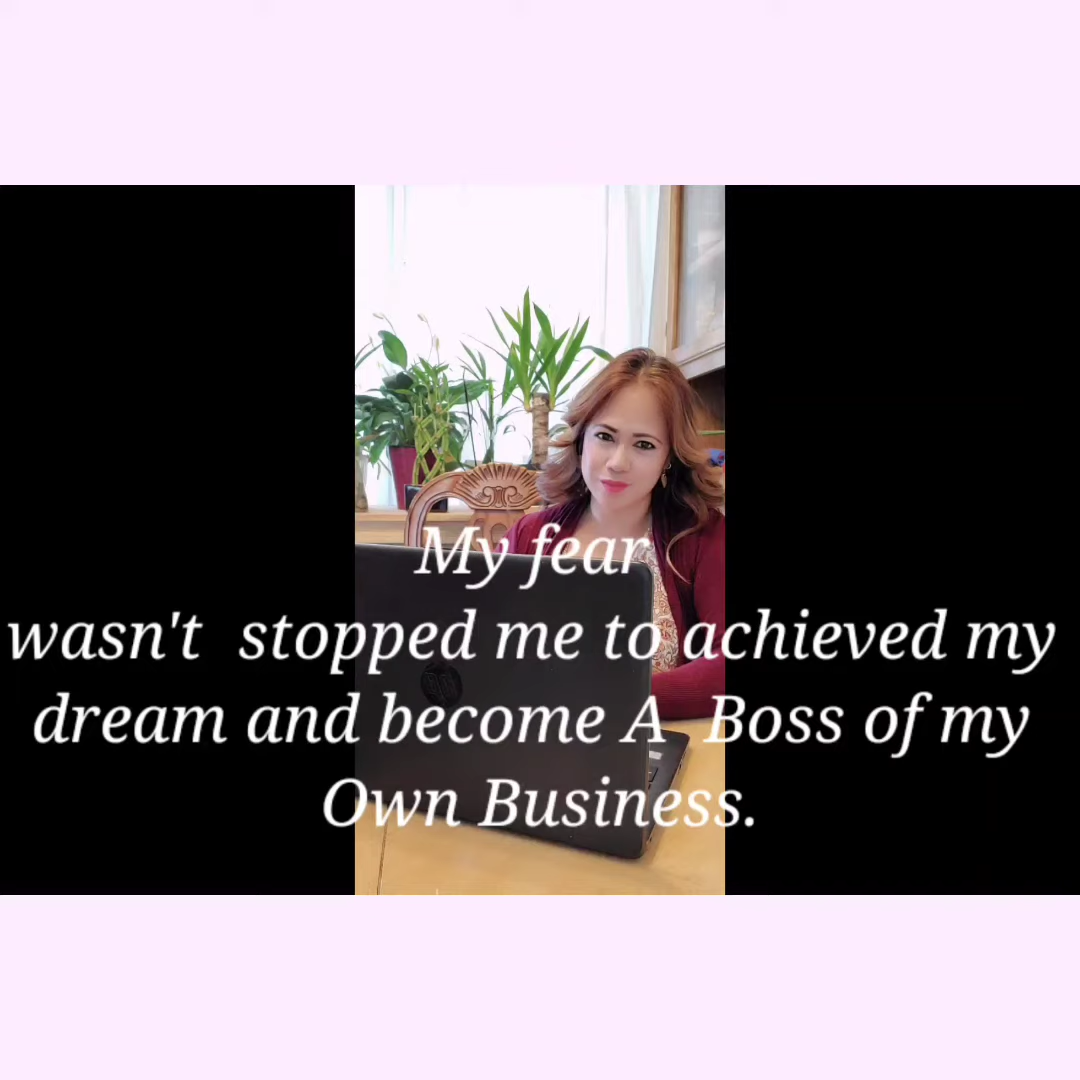 My fear
wasn't stopped me to achieved my
dream and become A Boss of my
Own Business.